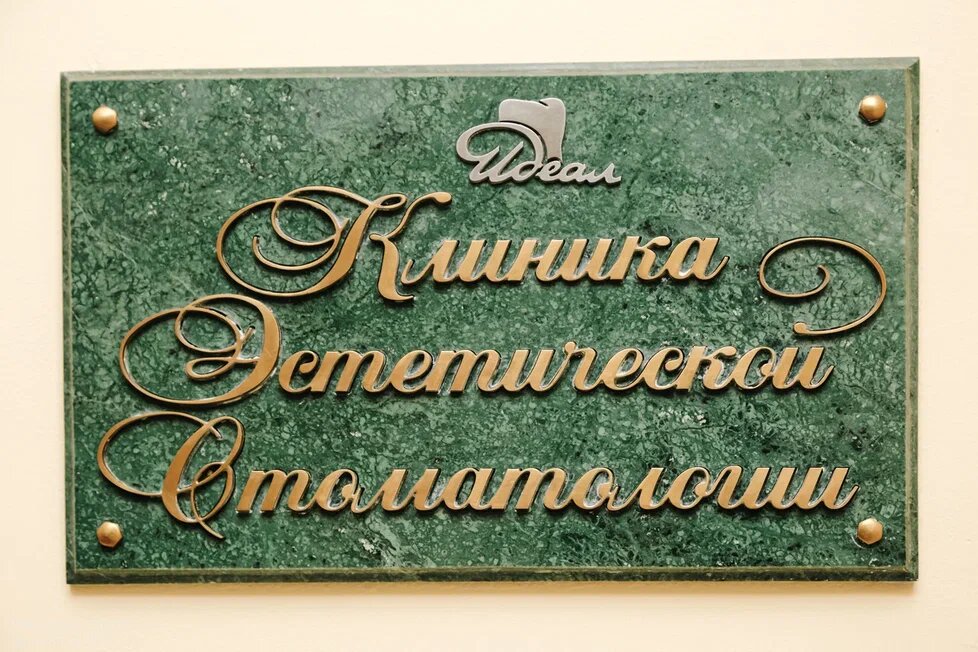 Идеал
Клиника
Эстетической
Стоматологии